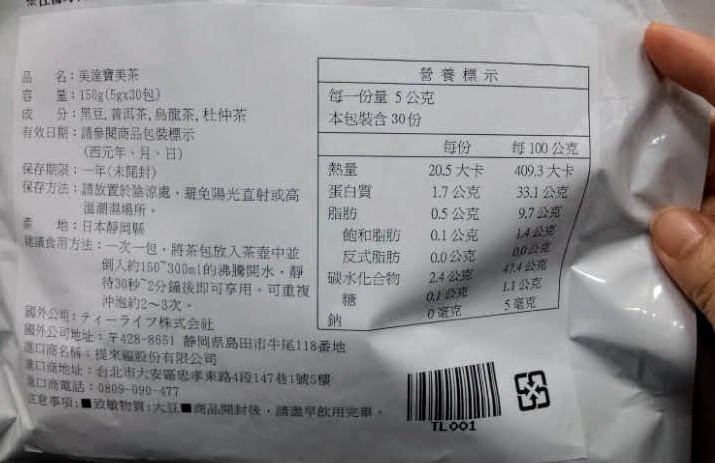 品　　名：美達寶美茶
容　　量：150g(5gx30包)
成　　分：黑豆,普洱茶,烏龍茶,杜仲茶
有效日期：請參閱商品包裝標示
(西元年、月、日)
保存期限：一年(未開封)
保存方法：請放置於陰涼處，避免陽光直射或高
溫潮濕場所。
產　　地：日本靜岡縣
建議食用方法：一次一包，將茶包放入茶壺中並
倒入約150~300ml的沸騰開水，靜
待30秒~2分鐘後即可享用，可重複
沖泡約2～3次。
國外公司：ティーライフ株式会社
國外公司地址：〒428-8651 静岡県島田市牛尾118番地
進口商名稱：提來福股份有限公司
進口商地址：台北市大安區忠孝東路4段147巷1號5樓
進口商電話：0809-090-477
注意事項：■致敏物質:大豆■商品開封後，請盡早飲用完畢。
營養標示
每一份量 5公克
本包裝含 30份
每份　每 100 公克
熱量　20.5 大卡　409.3 大卡
蛋白質　1.7 公克　33.1 公克
脂肪　0.5 公克　9.7 公克
飽和脂肪　0.1 公克　1.4 公克
反式脂肪　0.0 公克　0.0 公克
碳水化合物　2.4 公克　47.4 公克
糖　0.1 公克　1.1 公克
鈉　0 毫克　5 毫克
TL001